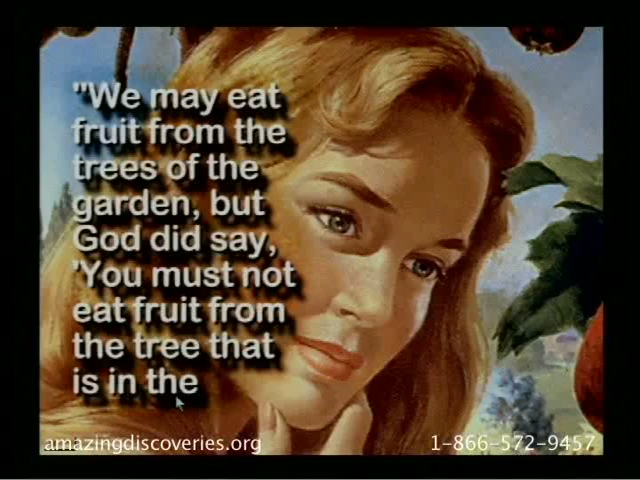 "We may eat
fruit from the
trees of the
garden, but
God did say,
'You must not
eat fruit from
the tree that
is in the
amazingdiscoveries.org
1-866-572-9457